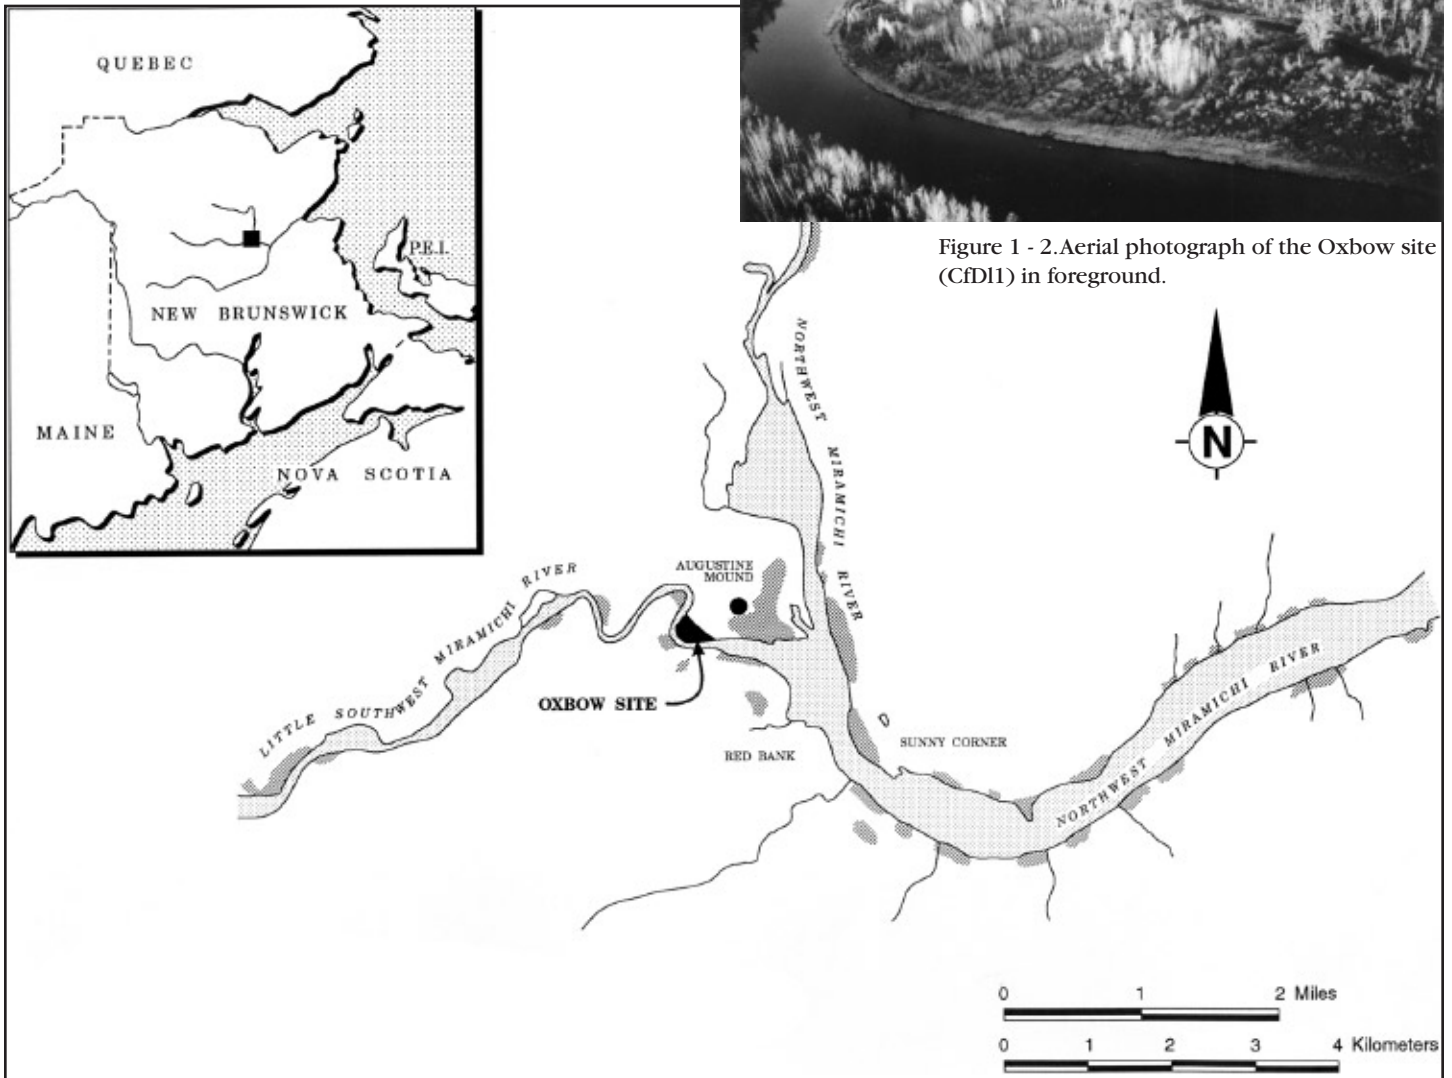 QUEBEC
P.E.I.
NEW BRUNSWICK
MAINE
NOVA SCOTIA
Figure 1 - 2. Aerial photograph of the Oxbow site
(CfDl1) in foreground.
N
NORTHWEST MIRAMICHI RIVER
AUGUSTINE
MOUND
LITTLE SOUTHWEST MIRAMICHI RIVER
OXBOW SITE
RED BANK
SUNNY CORNER
NORTHWEST MIRAMICHI RIVER
0 1 2 Miles
0 1 2 3 4 Kilometers